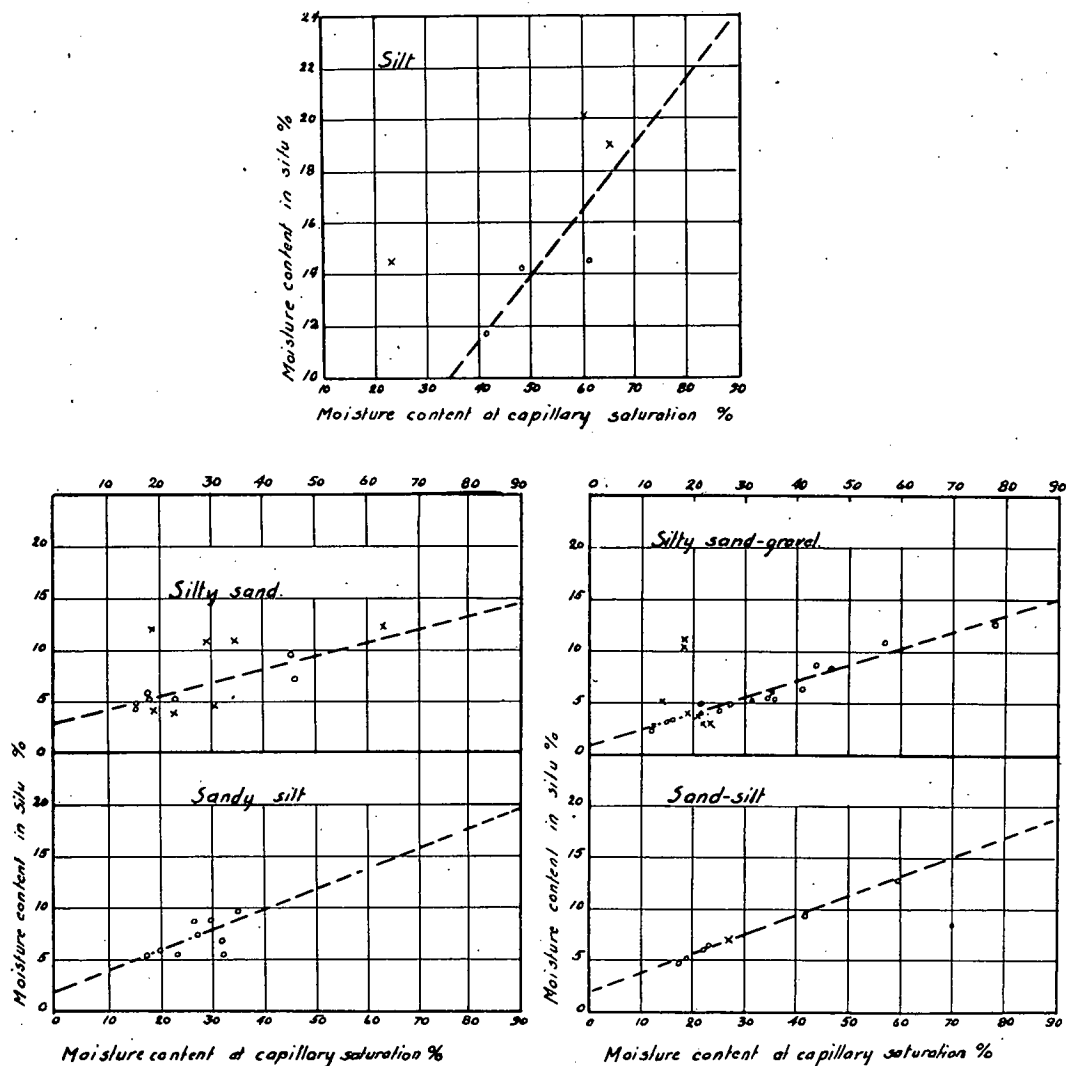 24
22
20
18
16
14
12
10
Silt
Moisture content in situ %
10 20 30 40 50 60 70 80 90
Moisture content at capillary saturation %
10 20 30 40 50 60 70 80 90
20
15
10
5
0
Silty sand.
20
15
10
5
0
Sandy silt
Moisture content in situ %
0 10 20 30 40 50 60 70 80 90
Moisture content at capillary saturation %
0 10 20 30 40 50 60 70 80 90
20
15
10
5
0
Silty sand-gravel.
20
15
10
5
0
Sand-silt
Moisture content in situ %
0 10 20 30 40 50 60 70 80 90
Moisture content at capillary saturation %